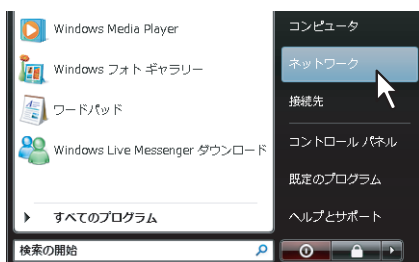 Windows Media Player
Windows フォト ギャラリー
ワードパッド
Windows Live Messenger ダウンロード
すべてのプログラム
検索の開始
コンピュータ
ネットワーク
接続先
コントロール パネル
既定のプログラム
ヘルプとサポート